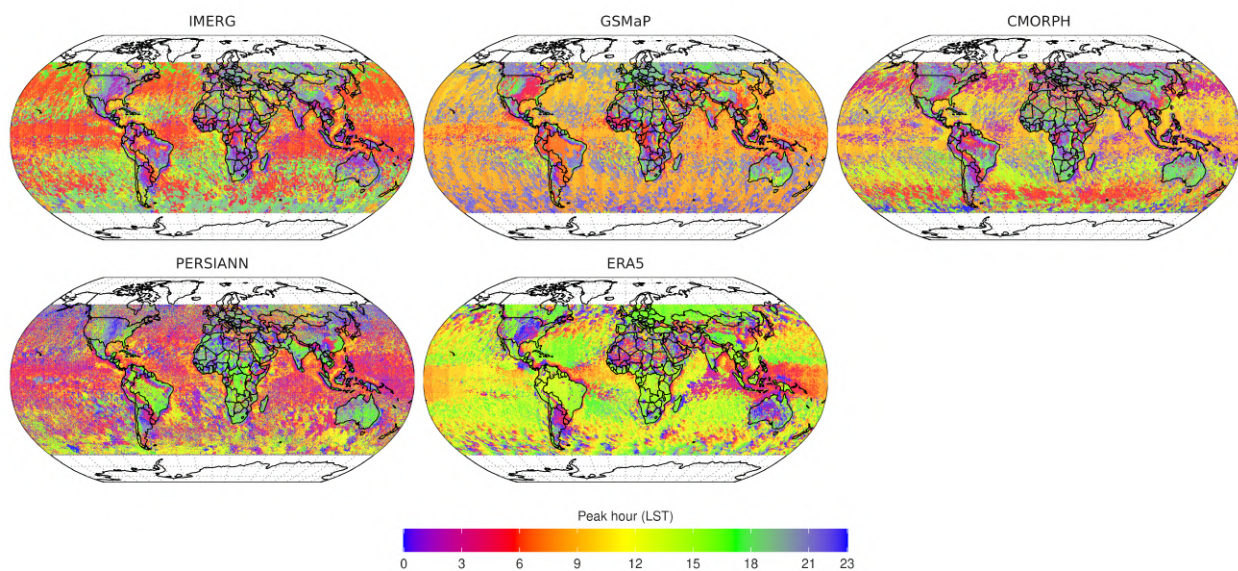 IMERG
GSMaP
CMORPH
PERSIANN
ERA5
Peak hour (LST)
0 3 6 9 12 15 18 21 23